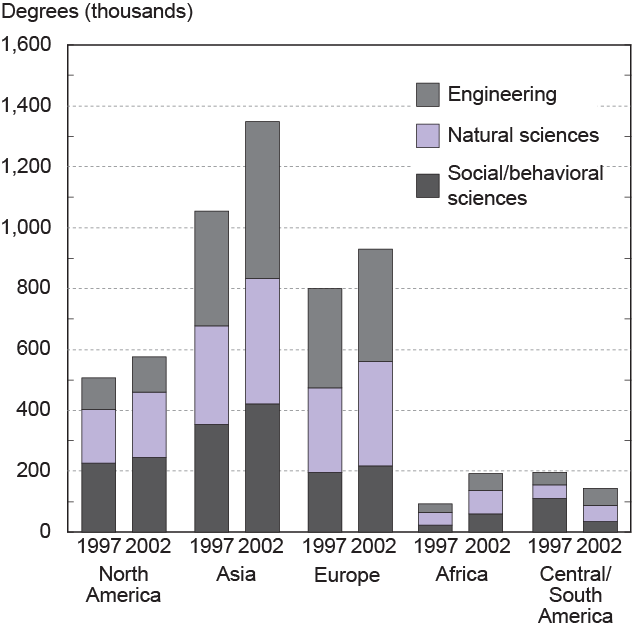 Degrees (thousands)
1,600
1,400
1,200
1,000
800
600
400
200
0
Engineering
Natural sciences
Social/behavioral
sciences
1997 2002 1997 2002 1997 2002 1997 2002 1997 2002
North
America
Asia
Europe
Africa
Central/
South
America